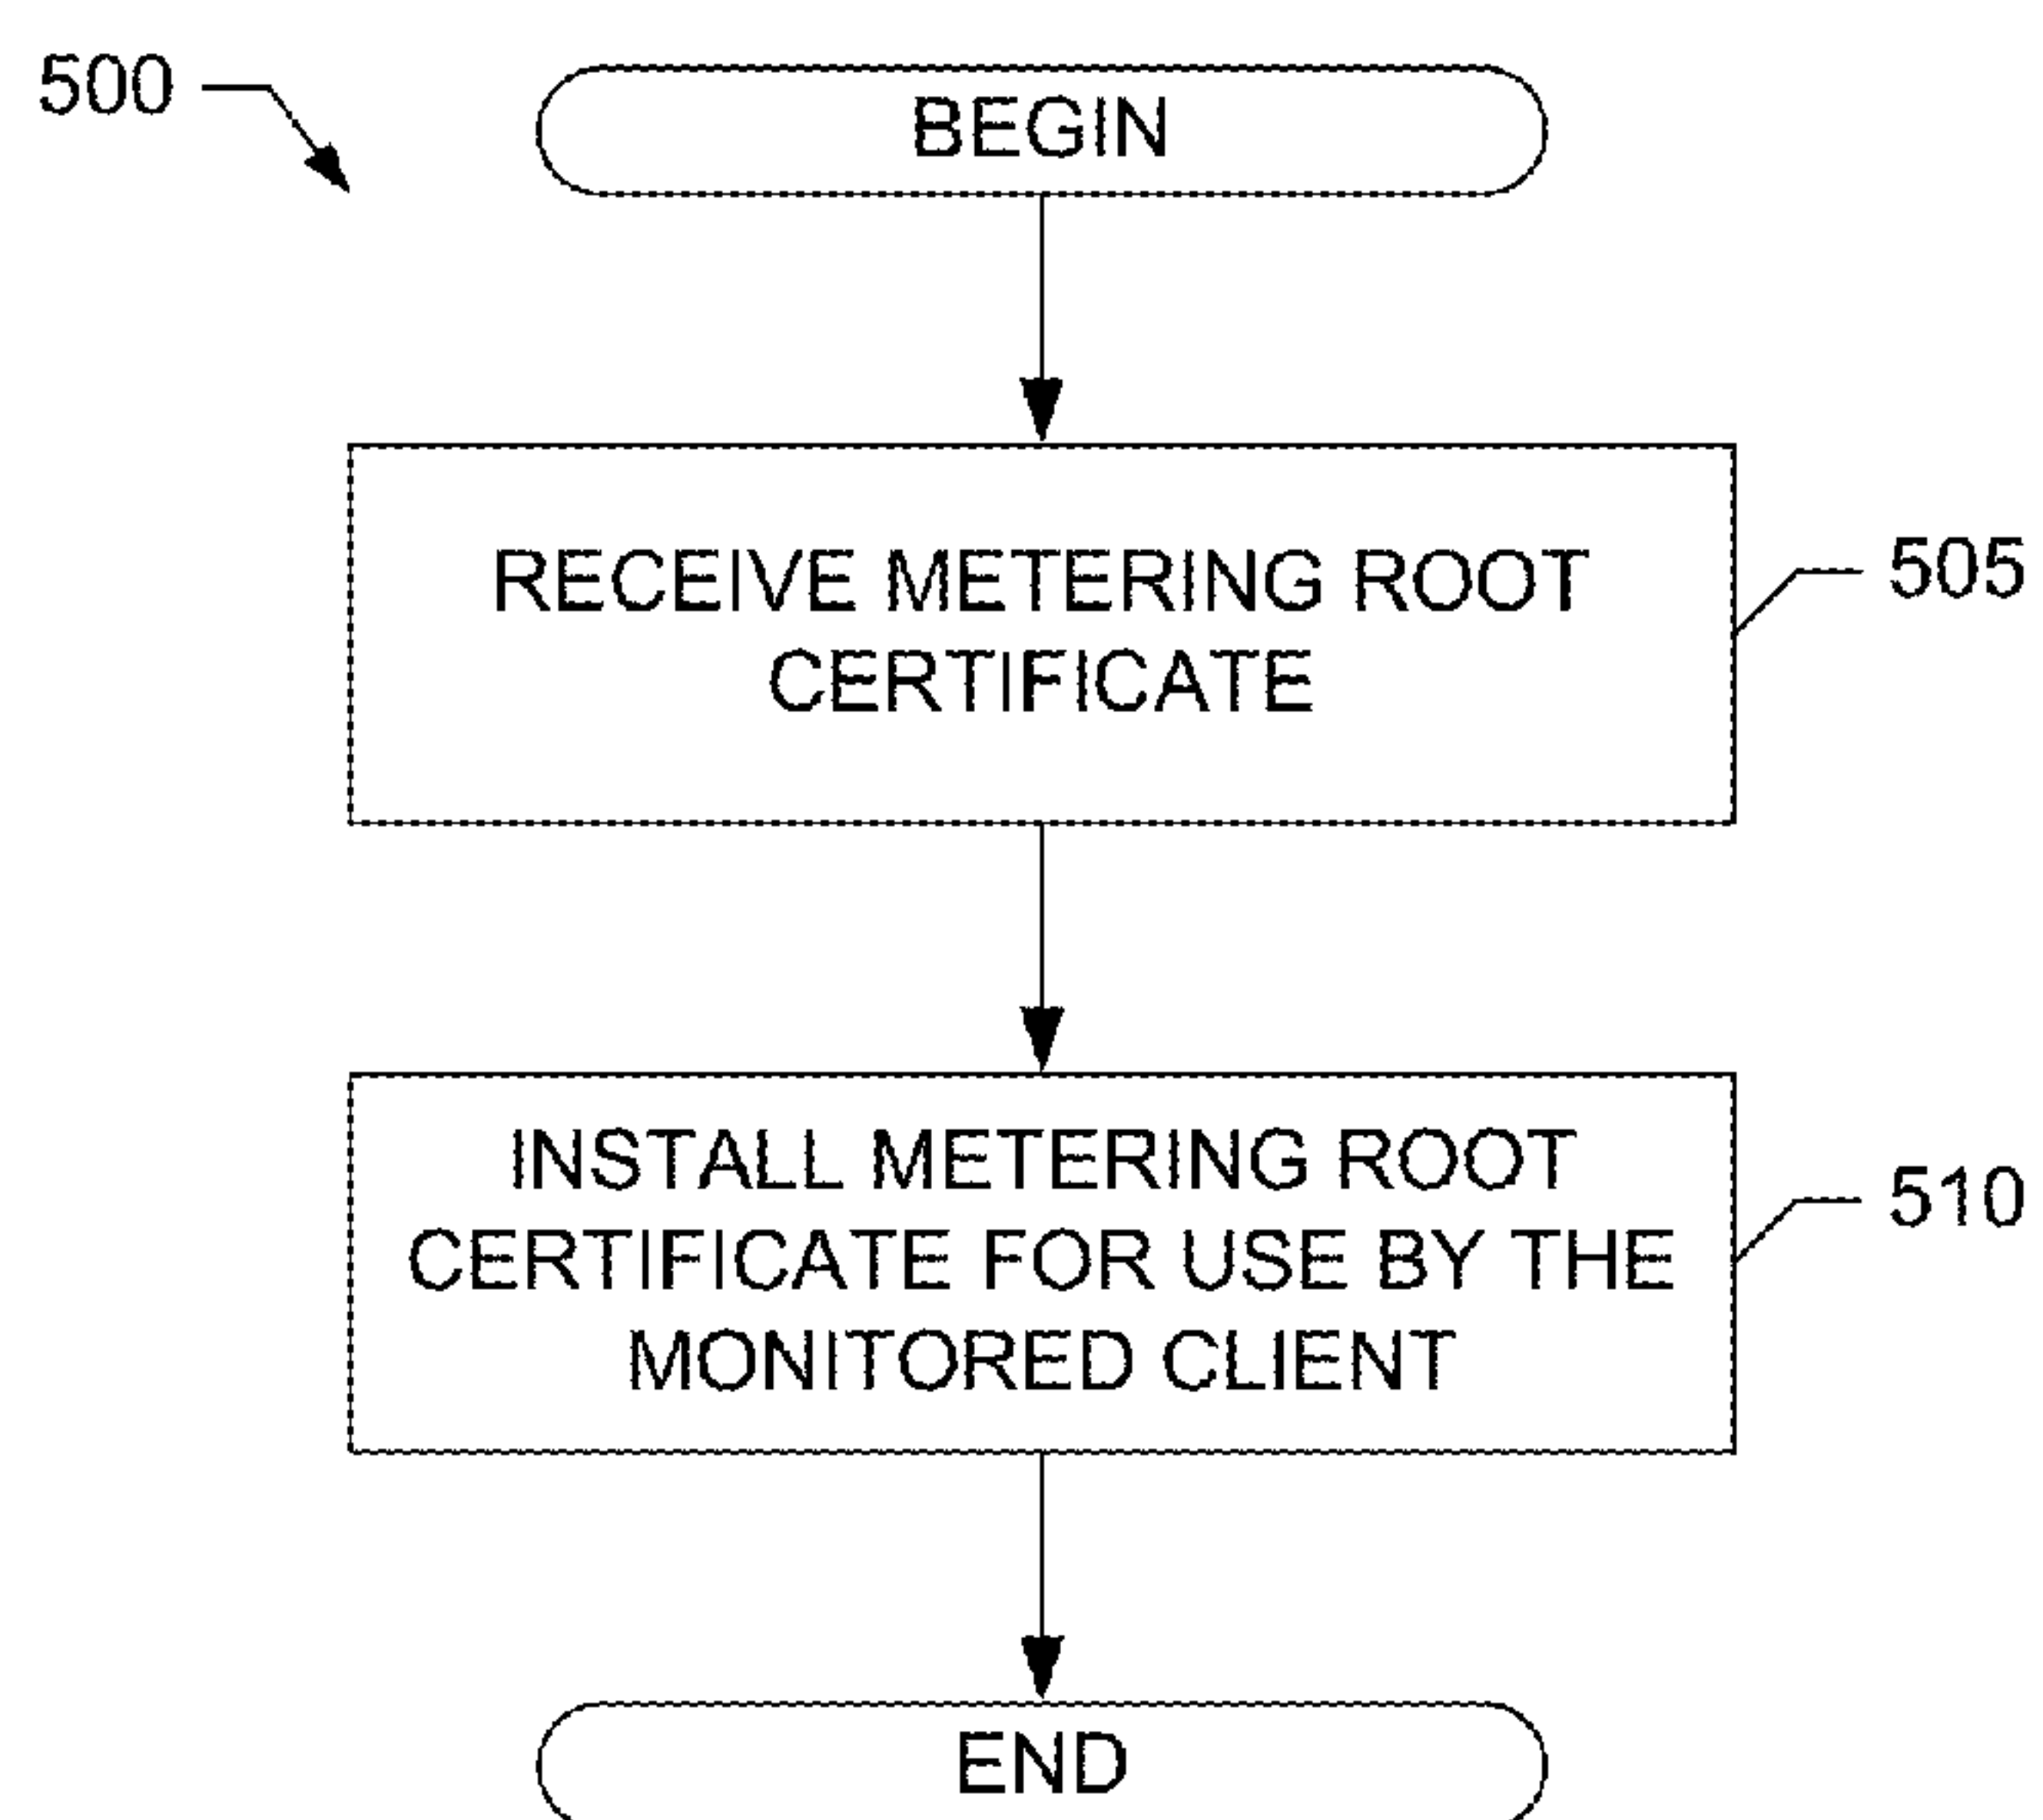 500
BEGIN
RECEIVE METERING ROOT
CERTIFICATE
505
INSTALL METERING ROOT
CERTIFICATE FOR USE BY THE
MONITORED CLIENT
510
END